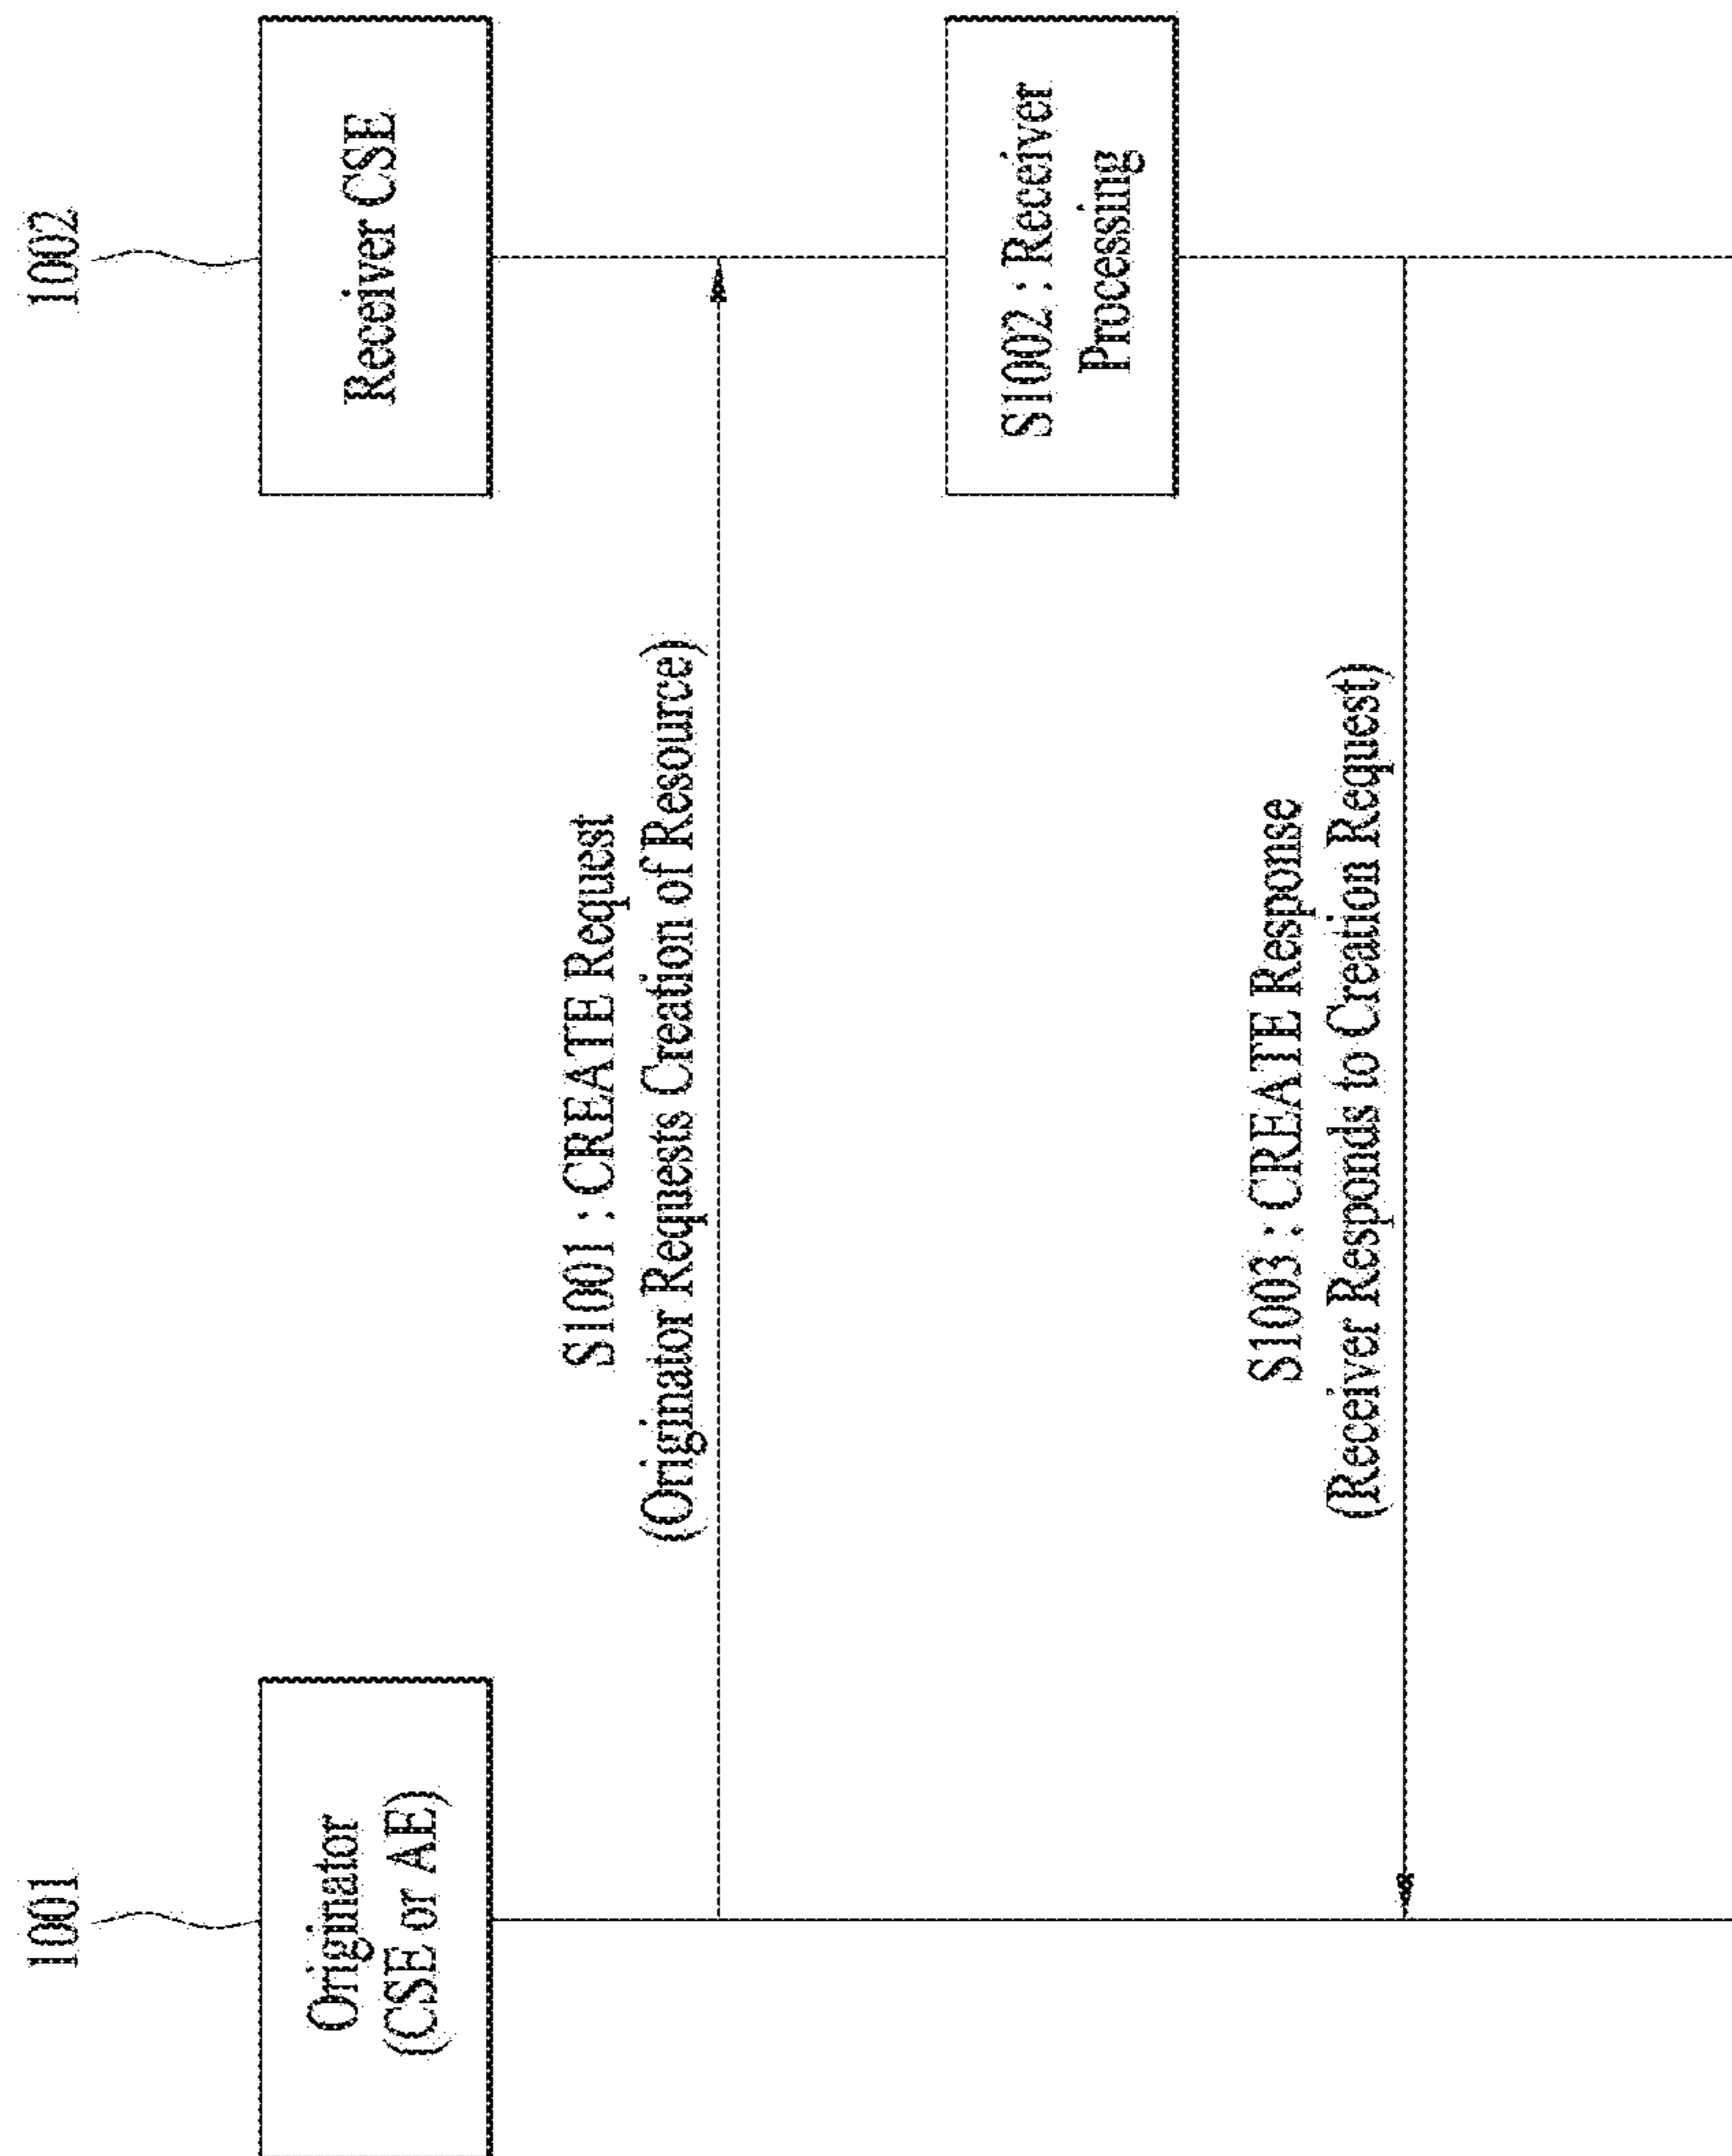 1001
1002
Originator
(CSE or AE)
Receiver CSE
S1001 : CREATE Request
(Originator Requests Creation of Resource)
S1002 : Receiver
Processing
S1003 : CREATE Response
(Receiver Responds to Creation Request)